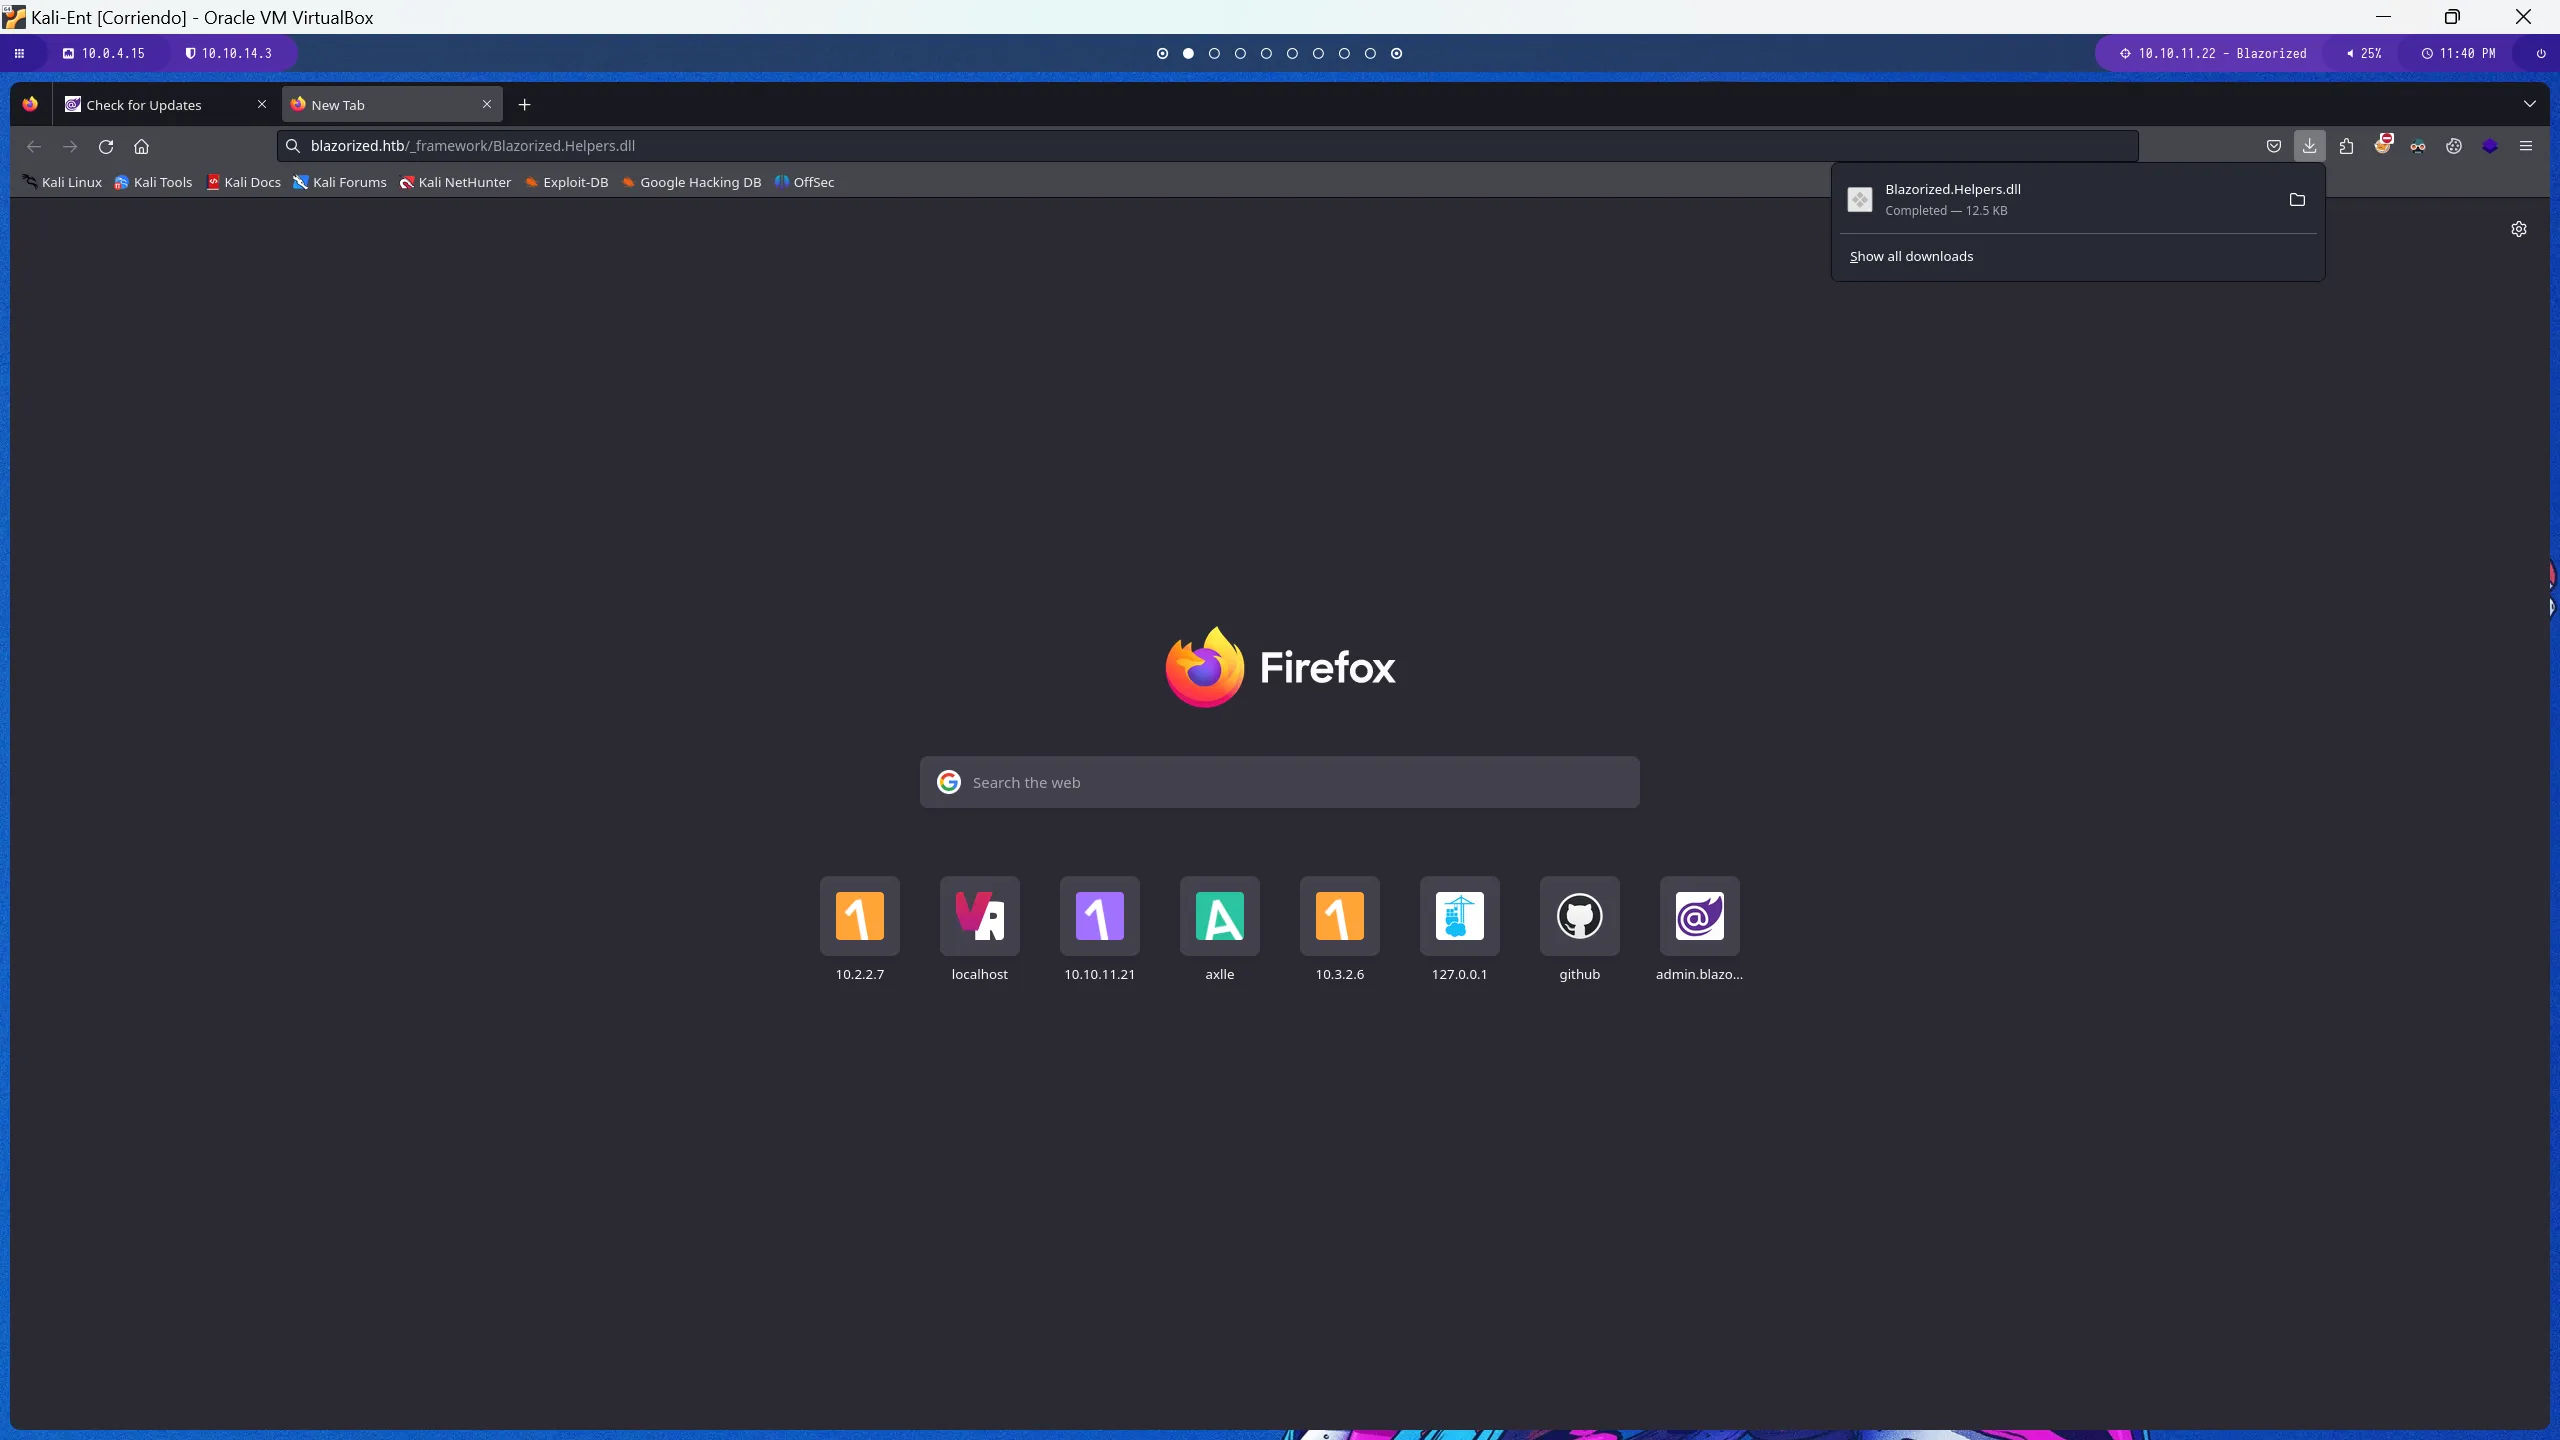 Kali-Ent [Corriendo] - Oracle VM VirtualBox
10.0.4.15 10.10.14.3 10.10.11.22 - Blazorized 25% 11:40 PM
Check for Updates New Tab
blazorized.htb/_framework/Blazorized.Helpers.dll
Kali Linux Kali Tools Kali Docs Kali Forums Kali NetHunter Exploit-DB Google Hacking DB OffSec
Blazorized.Helpers.dll
Completed — 12.5 KB
Show all downloads
Firefox
Search the web
10.2.2.7 localhost 10.10.11.21 axlle 10.3.2.6 127.0.0.1 github admin.blazo...